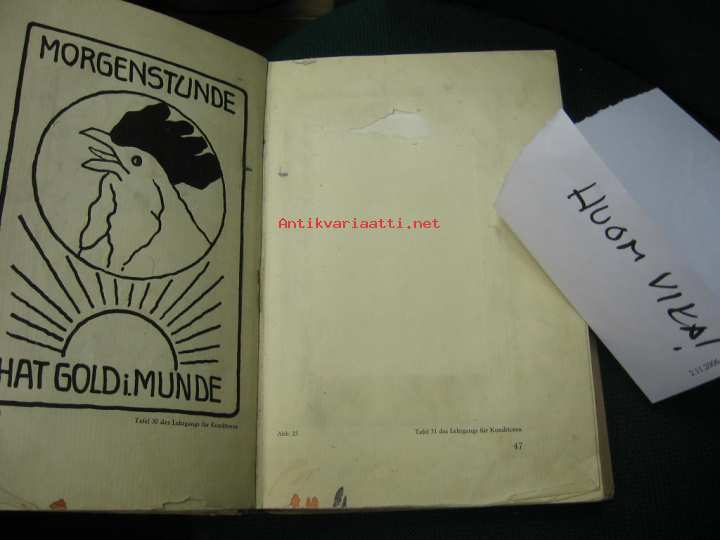 MORGENSTUNDE
HAT GOLD i. MUNDE
Tafel 30 des Lehrgangs für Konditoren
Antikvariaatti.net
Abb. 25
Tafel 31 des Lehrgangs für Konditoren
47
HUOM VIKA!